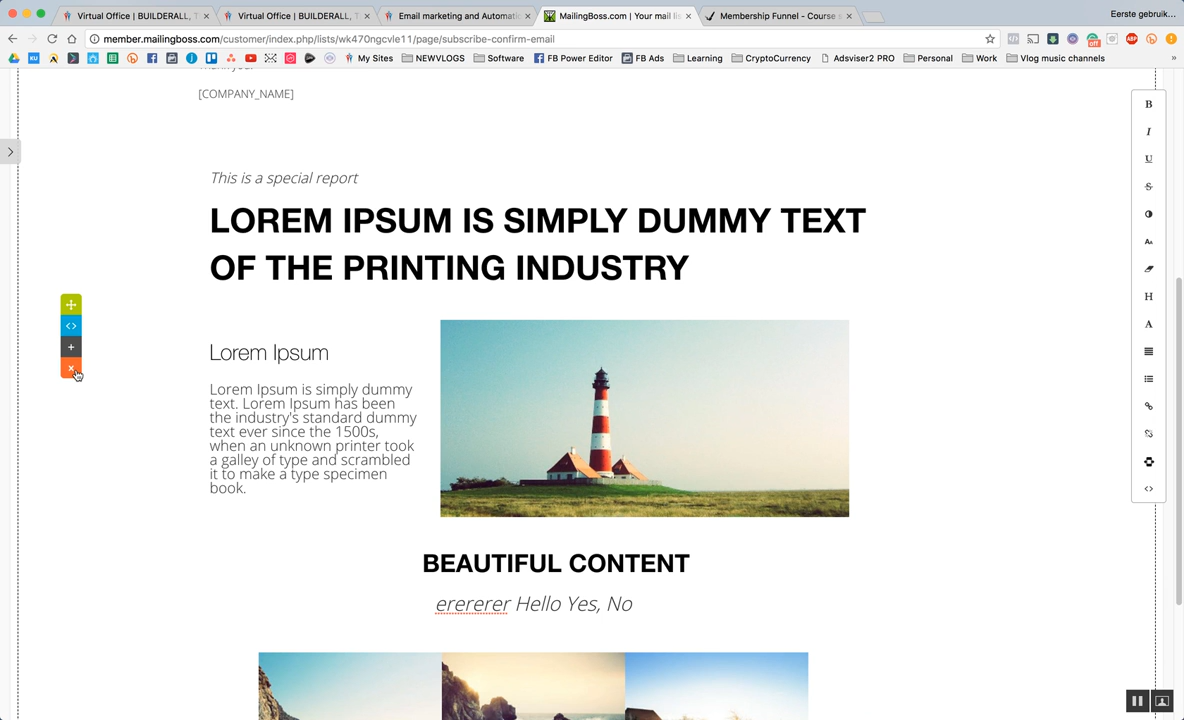 Virtual Office | BUILDERALL, T
Virtual Office | BUILDERALL, T
Email marketing and Automatic
MailingBoss.com | Your mail lis
Membership Funnel - Course s
Eerste gebruik...
member.mailingboss.com/customer/index.php/lists/wk470ngcvle11/page/subscribe-confirm-email
My Sites
NEWVLOGS
Software
FB Power Editor
FB Ads
Learning
CryptoCurrency
Adsviser2 PRO
Personal
Work
Vlog music channels
[COMPANY_NAME]
This is a special report
LOREM IPSUM IS SIMPLY DUMMY TEXT
OF THE PRINTING INDUSTRY
Lorem Ipsum
Lorem Ipsum is simply dummy
text. Lorem Ipsum has been
the industry's standard dummy
text ever since the 1500s,
when an unknown printer took
a galley of type and scrambled
it to make a type specimen
book.
BEAUTIFUL CONTENT
erererer Hello Yes, No